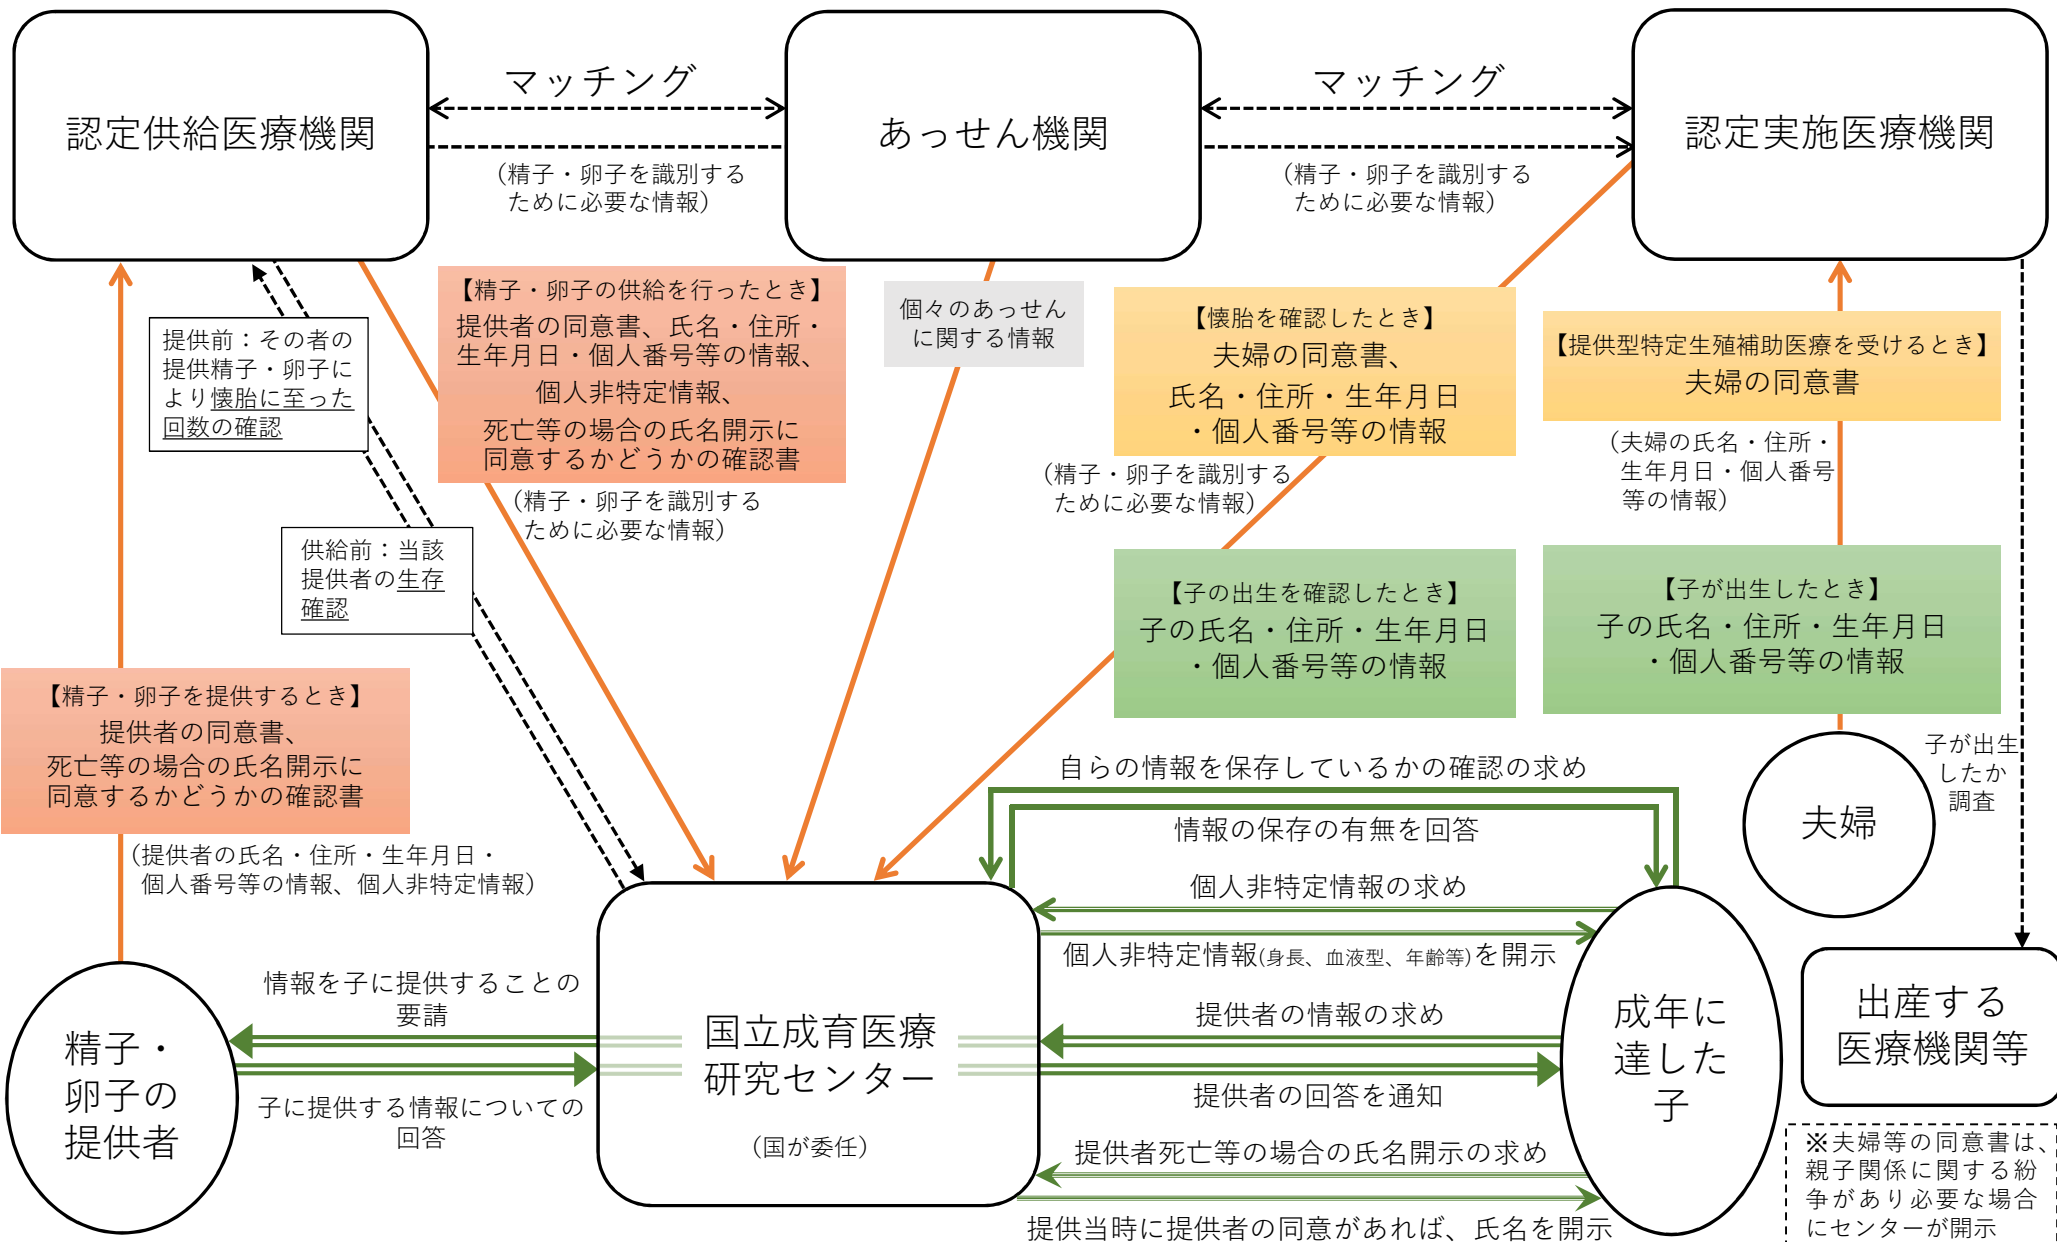 認定供給医療機関
マッチング
(精子・卵子を識別する
ために必要な情報)
あっせん機関
マッチング
(精子・卵子を識別する
ために必要な情報)
認定実施医療機関
提供前：その者の
提供精子・卵子に
より懐胎に至った
回数の確認
【精子・卵子の供給を行ったとき】
提供者の同意書、氏名・住所・
生年月日・個人番号等の情報、
個人非特定情報、
死亡等の場合の氏名開示に
同意するかどうかの確認書
(精子・卵子を識別する
ために必要な情報)
個々のあっせん
に関する情報
【懐胎を確認したとき】
夫婦の同意書、
氏名・住所・生年月日
・個人番号等の情報
(精子・卵子を識別する
ために必要な情報)
【提供型特定生殖補助医療を受けるとき】
夫婦の同意書
(夫婦の氏名・住所・
生年月日・個人番号
等の情報)
供給前：当該
提供者の生存
確認
【子の出生を確認したとき】
子の氏名・住所・生年月日
・個人番号等の情報
【子が出生したとき】
子の氏名・住所・生年月日
・個人番号等の情報
【精子・卵子を提供するとき】
提供者の同意書、
死亡等の場合の氏名開示に
同意するかどうかの確認書
(提供者の氏名・住所・生年月日・
個人番号等の情報、個人非特定情報)
夫婦
子が出生
したか
調査
自らの情報を保存しているかの確認の求め
情報の保存の有無を回答
個人非特定情報の求め
個人非特定情報(身長、血液型、年齢等)を開示
提供者の情報の求め
提供者の回答を通知
提供者死亡等の場合の氏名開示の求め
提供当時に提供者の同意があれば、氏名を開示
情報を子に提供することの
要請
子に提供する情報についての
回答
精子・
卵子の
提供者
国立成育医療
研究センター
(国が委任)
成年に
達した
子
出産する
医療機関等
※夫婦等の同意書は、
親子関係に関する紛
争があり必要な場合
にセンターが開示